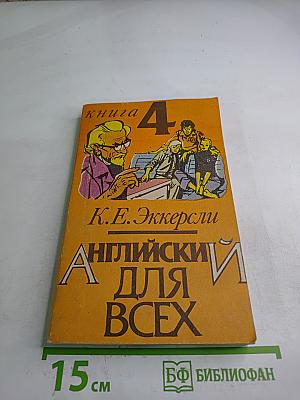 книга 4
К.Е.Эккерсли
АНГЛИЙСКИЙ
ДЛЯ
ВСЕХ
15 см
БФ БИБЛИОФАН